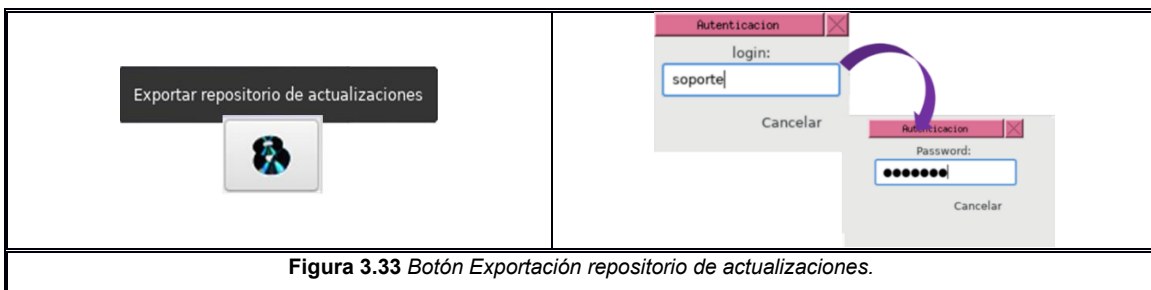 Exportar repositorio de actualizaciones
Autenticacion
login:
soporte
Cancelar
Autenticacion
Password:
●●●●●●●
Cancelar
Figura 3.33 Botón Exportación repositorio de actualizaciones.